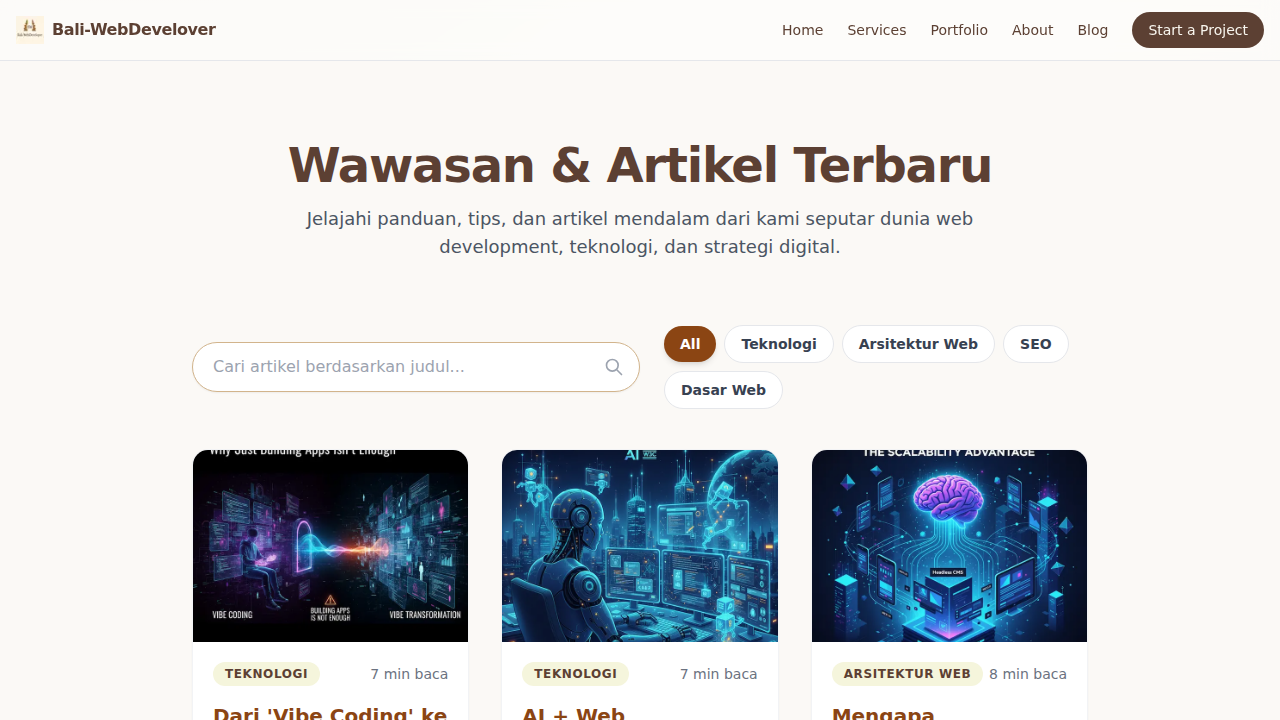 Bali-WebDevelover
Home
Services
Portfolio
About
Blog
Start a Project
Wawasan & Artikel Terbaru
Jelajahi panduan, tips, dan artikel mendalam dari kami seputar dunia web
development, teknologi, dan strategi digital.
Cari artikel berdasarkan judul...
All
Teknologi
Arsitektur Web
SEO
Dasar Web
Why Just Building Apps Isn't Enough
VIBE CODING
BUILDING APPS
IS NOT ENOUGH
VIBE TRANSFORMATION
AI
THE SCALABILITY ADVANTAGE
Headless CMS
TEKNOLOGI
7 min baca
TEKNOLOGI
7 min baca
ARSITEKTUR WEB
8 min baca
Dari 'Vibe Coding' ke
AI + Web
Mengapa